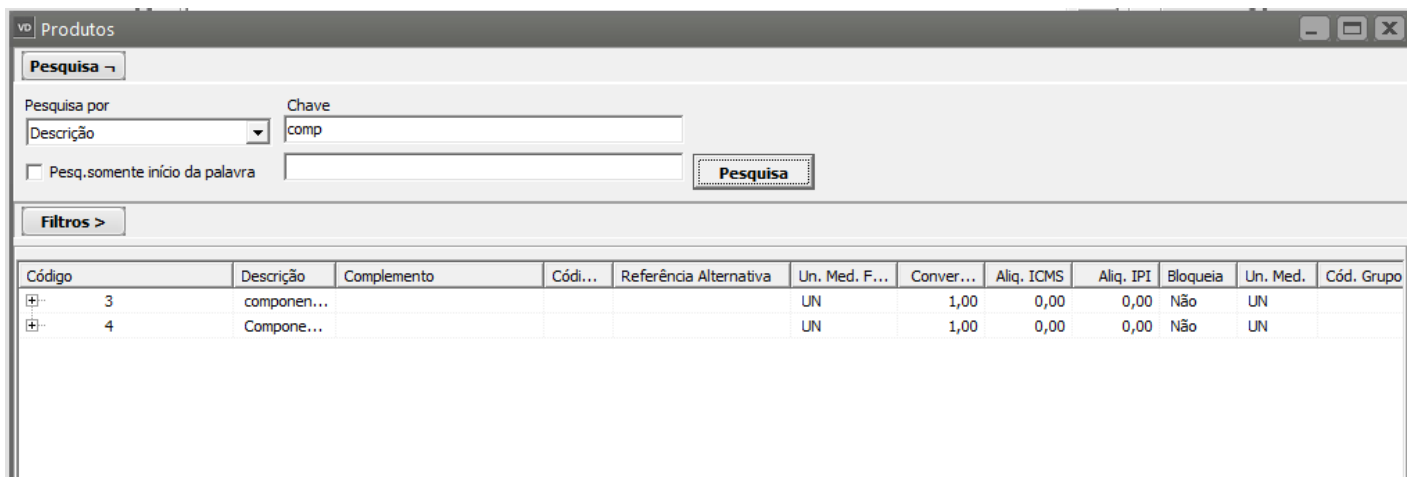 VD Produtos
Pesquisa ¬
Pesquisa por Chave
Descrição comp
Pesq.somente início da palavra Pesquisa
Filtros >
Código Descrição Complemento Códi... Referência Alternativa Un. Med. F... Conver... Aliq. ICMS Aliq. IPI Bloqueia Un. Med. Cód. Grupo
3 componen... UN 1,00 0,00 0,00 Não UN
4 Compone... UN 1,00 0,00 0,00 Não UN